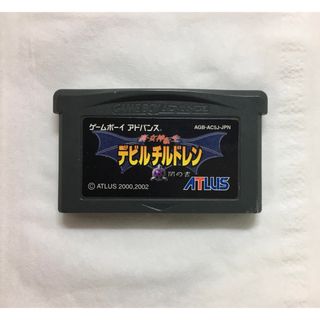 GAME BOY ADVANCE
ゲームボーイ アドバンス
AGB-AC5J-JPN
真・女神転生
デビルチルドレン
闇の書
© ATLUS 2000,2002
ATLUS